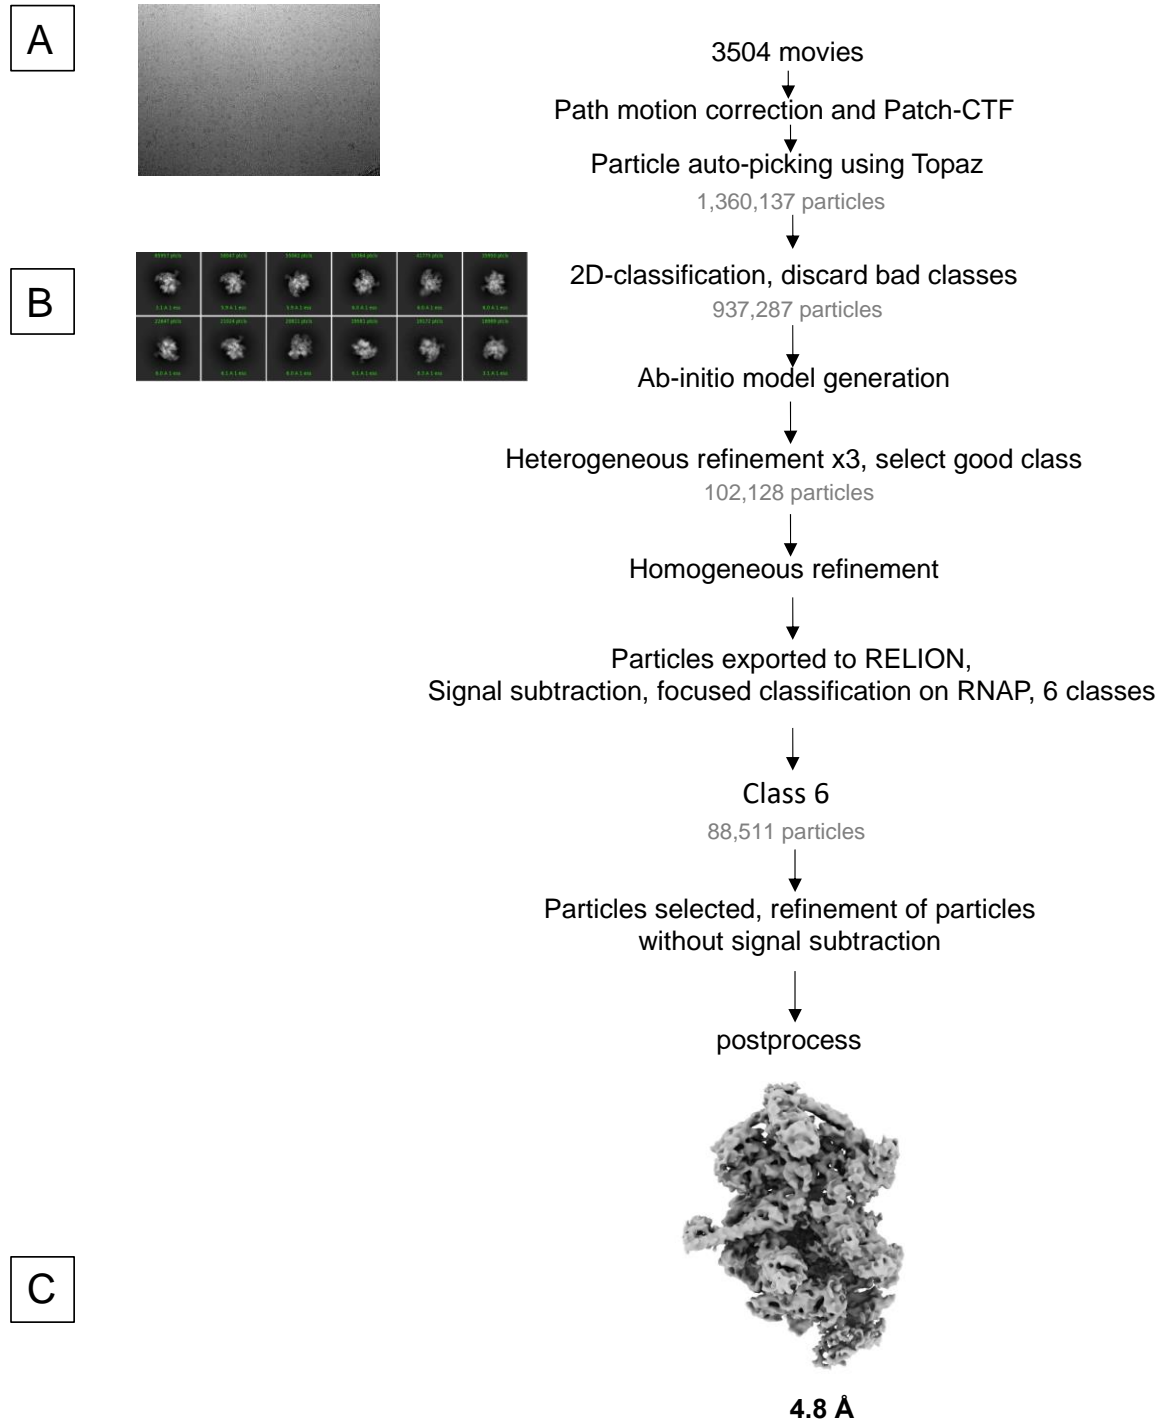 A
3504 movies
Path motion correction and Patch-CTF
Particle auto-picking using Topaz
1,360,137 particles
B
2D-classification, discard bad classes
937,287 particles
Ab-initio model generation
Heterogeneous refinement x3, select good class
102,128 particles
Homogeneous refinement
Particles exported to RELION,
Signal subtraction, focused classification on RNAP, 6 classes
Class 6
88,511 particles
Particles selected, refinement of particles
without signal subtraction
postprocess
C
4.8 Å